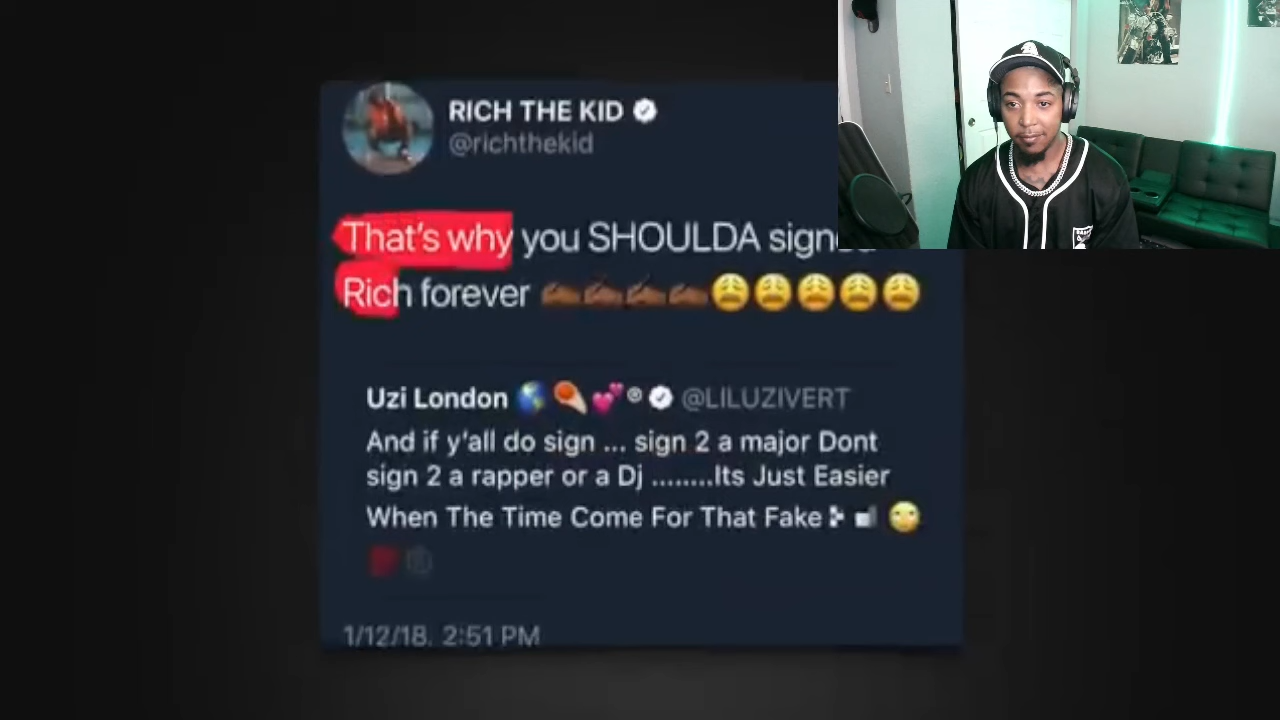 RICH THE KID
@richthekid
That's why you SHOULDA
Rich forever
Uzi London ® @LILUZIVERT
And if y'all do sign ... sign 2 a major Dont
sign 2 a rapper or a Dj ........Its Just Easier
When The Time Come For That Fake
1/12/18, 2:51 PM